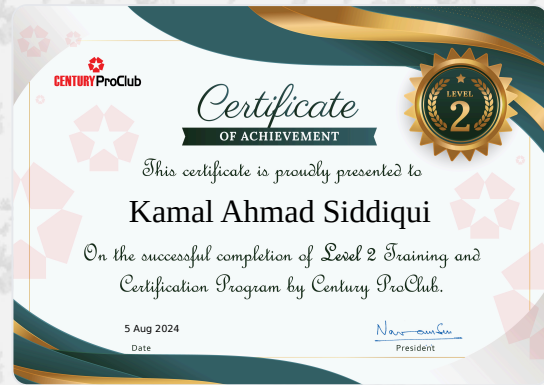 CENTURY ProClub
LEVEL
2
Certificate
OF ACHIEVEMENT
This certificate is proudly presented to
Kamal Ahmad Siddiqui
On the successful completion of Level 2 Training and
Certification Program by Century ProClub.
5 Aug 2024
Date
President